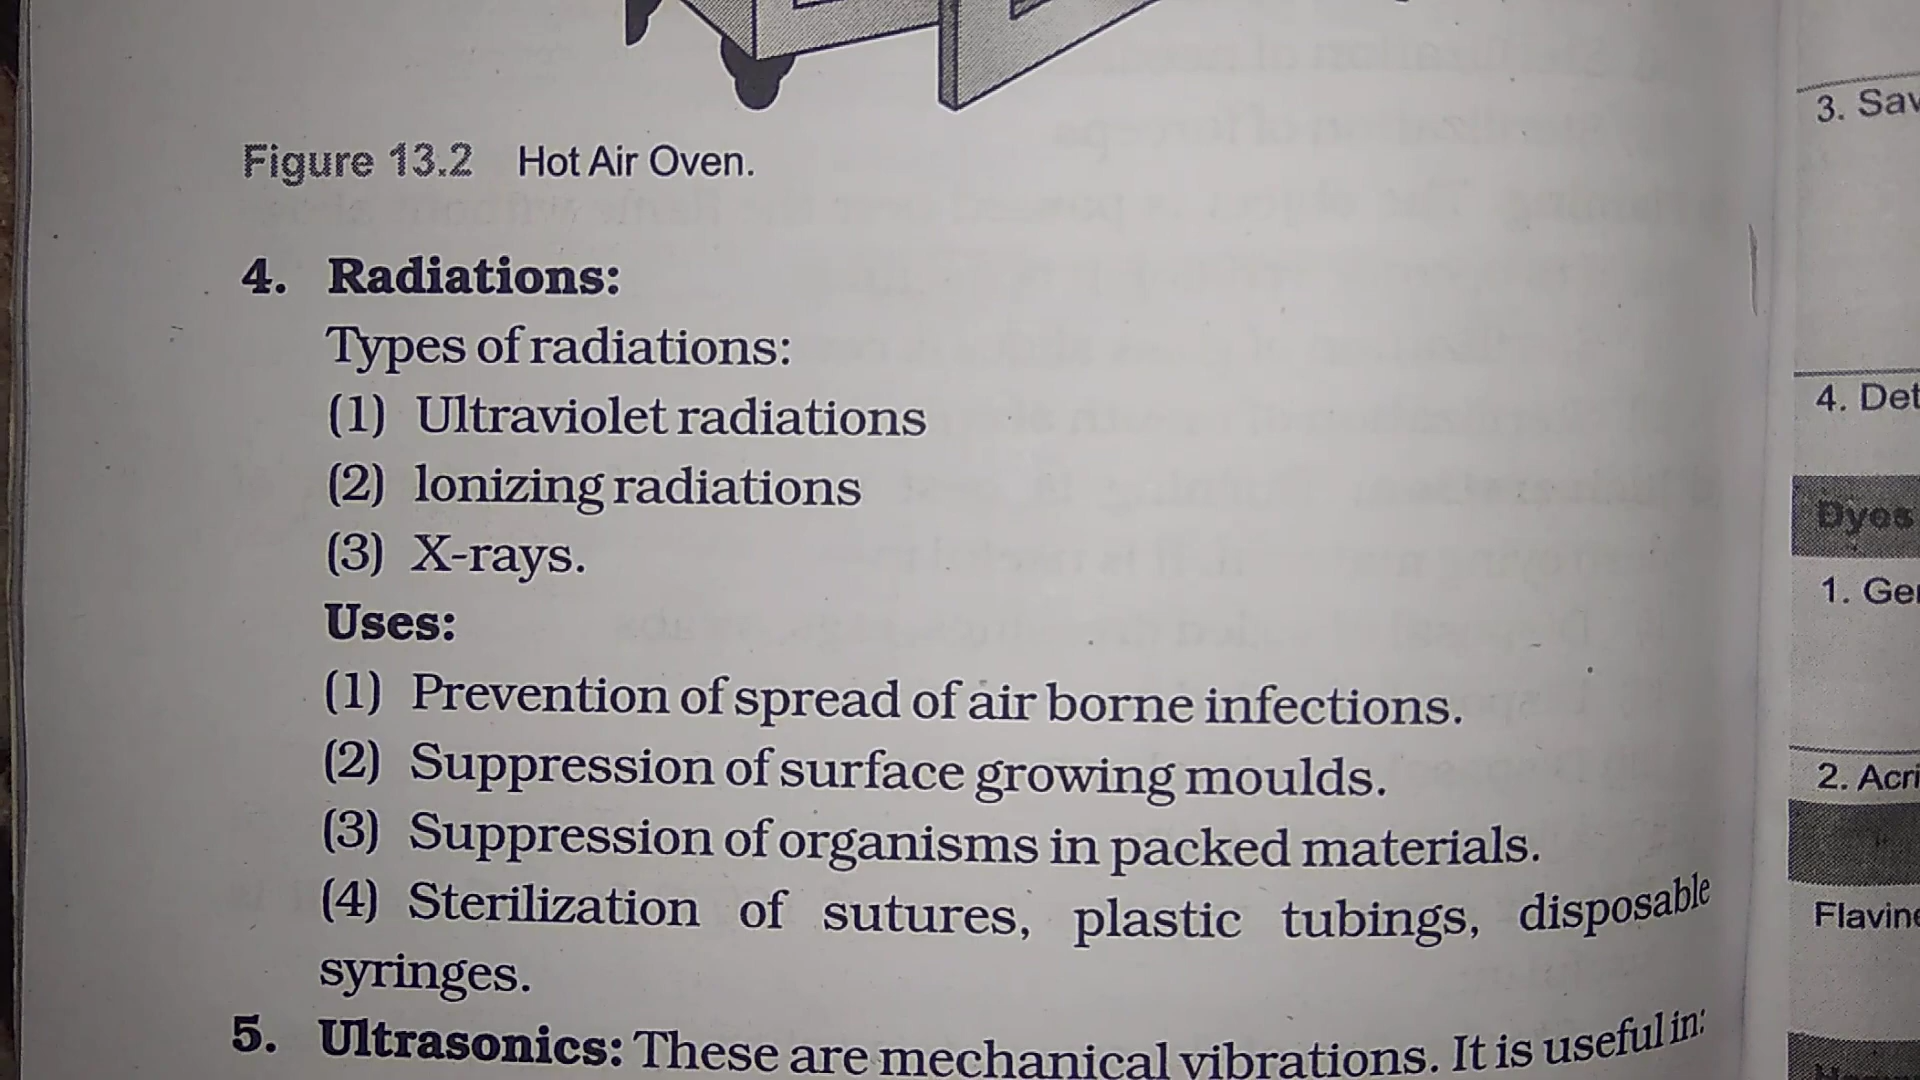 Figure 13.2 Hot Air Oven.
4. Radiations:
Types of radiations:
(1) Ultraviolet radiations
(2) lonizing radiations
(3) X-rays.
Uses:
(1) Prevention of spread of air borne infections.
(2) Suppression of surface growing moulds.
(3) Suppression of organisms in packed materials.
(4) Sterilization of sutures, plastic tubings, disposable
syringes.
5. Ultrasonics: These are mechanical vibrations. It is useful in:
3. Sav
4. Det
Dyes
1. Ger
2. Acri
Flavine